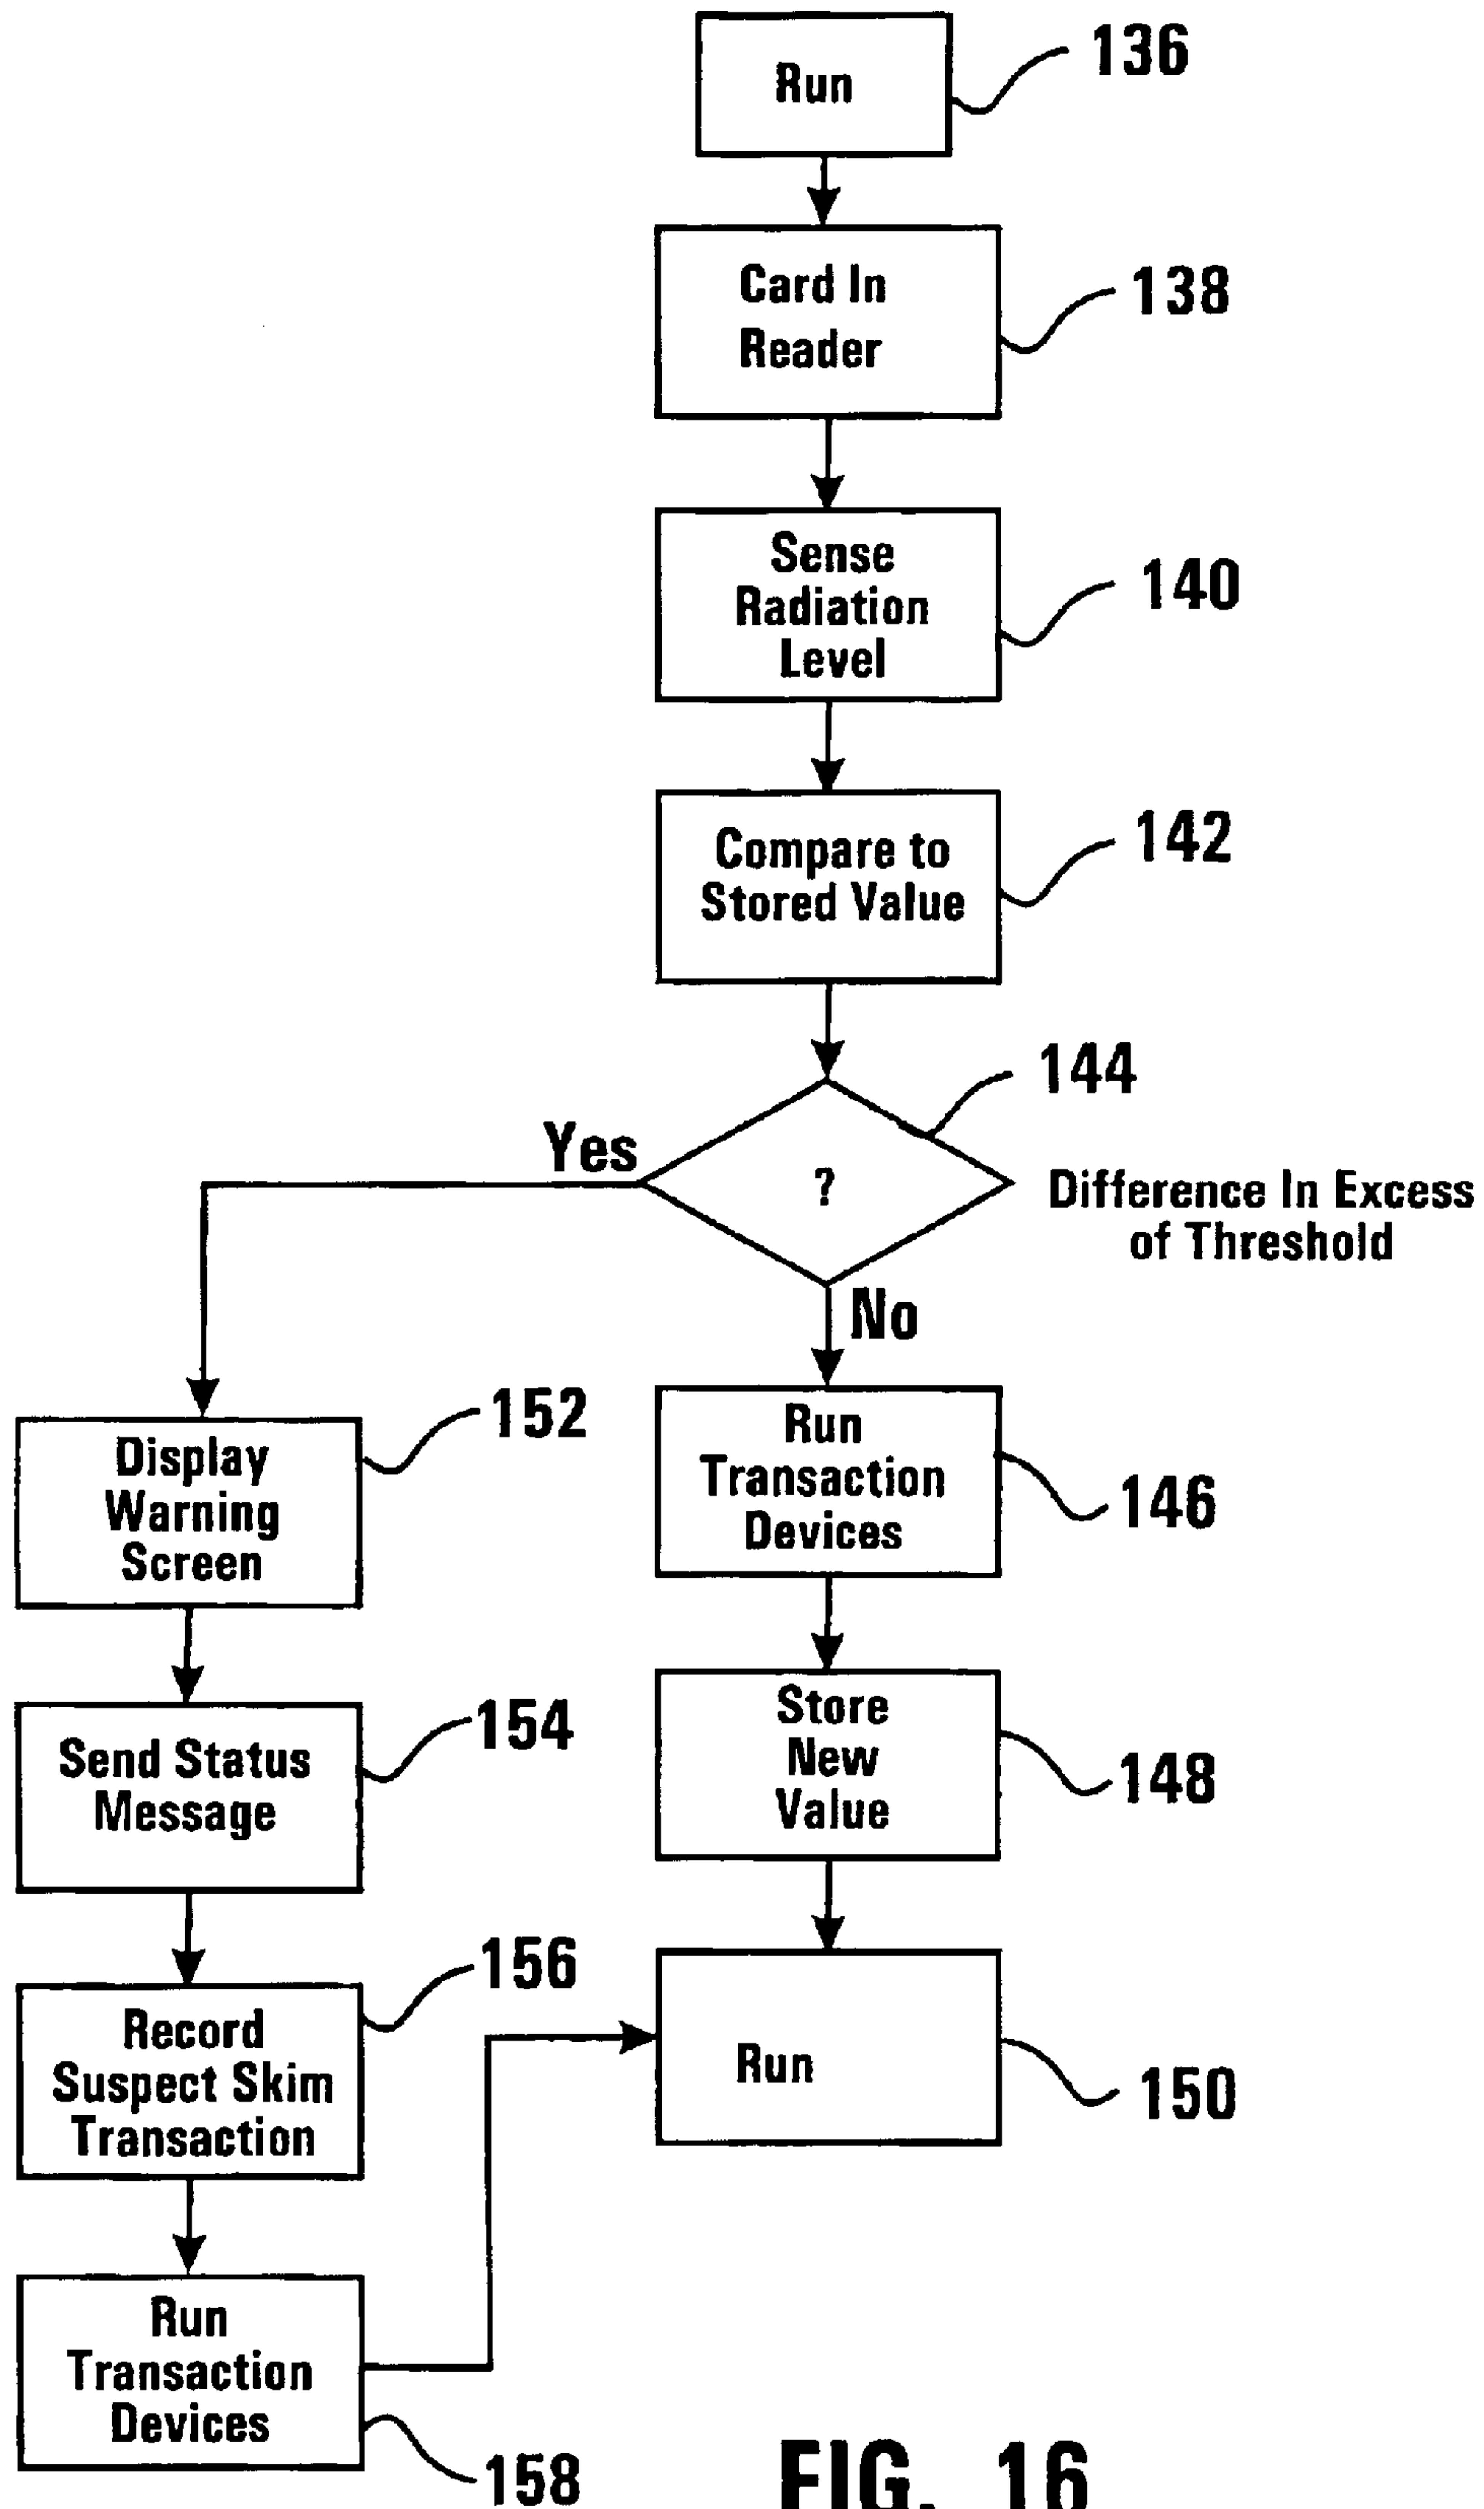 Run
136
Card In
Reader
138
Sense
Radiation
Level
140
Compare to
Stored Value
142
144
Yes
?
Difference In Excess
of Threshold
No
Display
Warning
Screen
152
Run
Transaction
Devices
146
Send Status
Message
154
Store
New
Value
148
Record
Suspect Skim
Transaction
156
Run
150
Run
Transaction
Devices
158
FIG. 16